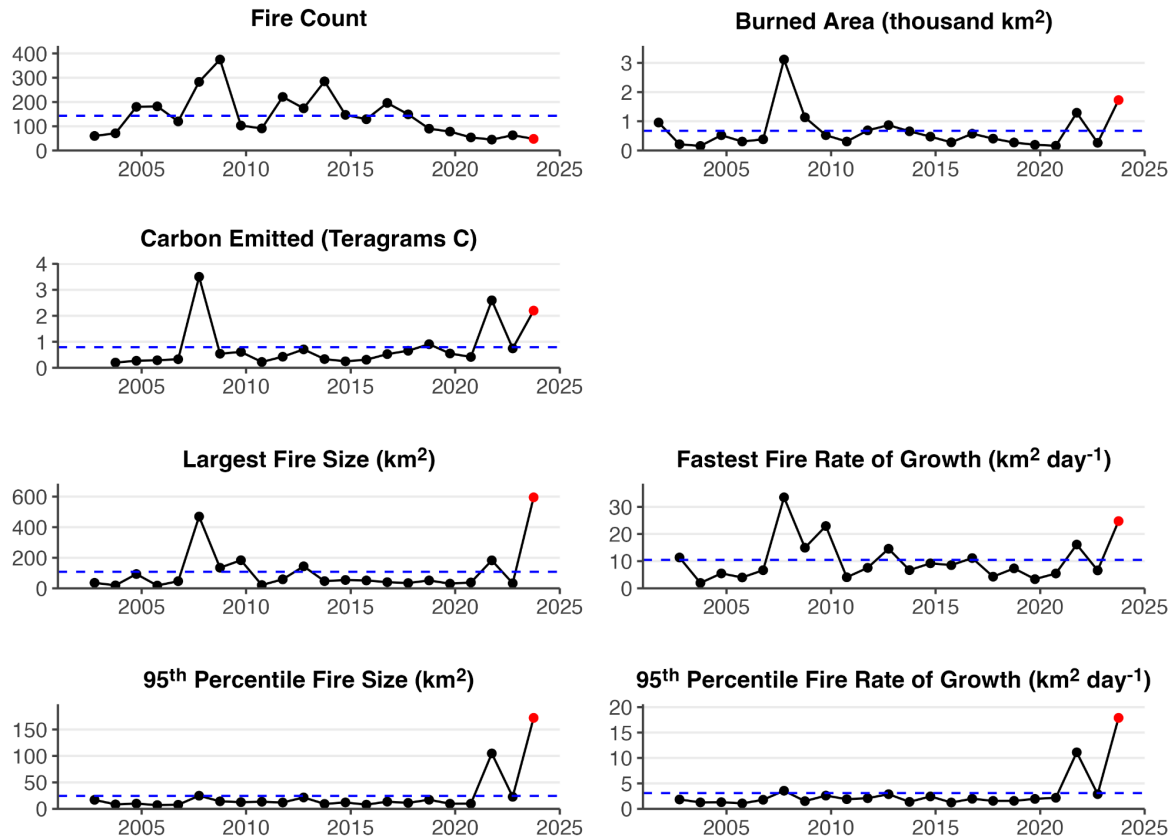 Fire Count
400
300
200
100
0
2005 2010 2015 2020 2025
Burned Area (thousand km²)
3
2
1
0
2005 2010 2015 2020 2025
Carbon Emitted (Teragrams C)
4
3
2
1
0
2005 2010 2015 2020 2025
Largest Fire Size (km²)
600
400
200
0
2005 2010 2015 2020 2025
Fastest Fire Rate of Growth (km² day⁻¹)
30
20
10
0
2005 2010 2015 2020 2025
95ᵗʰ Percentile Fire Size (km²)
150
100
50
0
2005 2010 2015 2020 2025
95ᵗʰ Percentile Fire Rate of Growth (km² day⁻¹)
20
15
10
5
0
2005 2010 2015 2020 2025